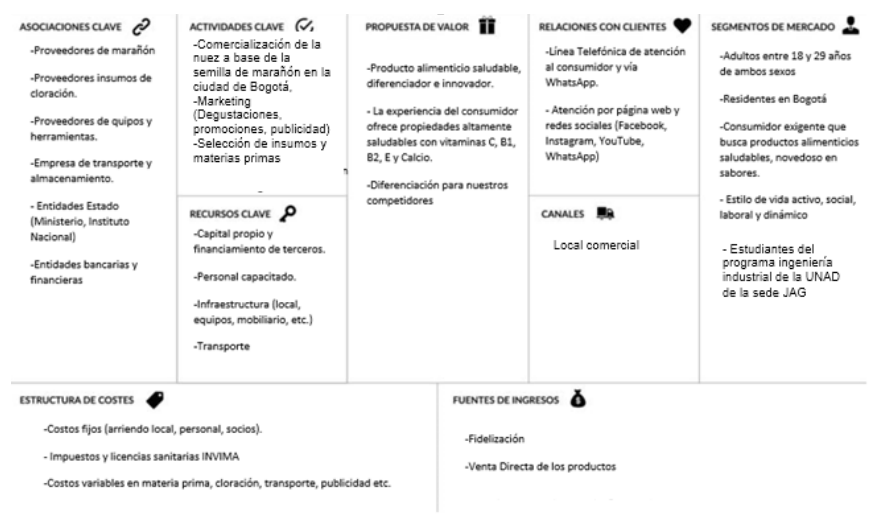 ASOCIACIONES CLAVE
-Proveedores de marañón
-Proveedores insumos de
cloración.
-Proveedores de quipos y
herramientas.
-Empresa de transporte y
almacenamiento.
- Entidades Estado
(Ministerio, Instituto
Nacional)
-Entidades bancarias y
financieras
ACTIVIDADES CLAVE
-Comercialización de la
nuez a base de la
semilla de marañón en la
ciudad de Bogotá,
-Marketing
(Degustaciones,
promociones, publicidad)
-Selección de insumos y
materias primas
RECURSOS CLAVE
-Capital propio y
financiamiento de terceros.
-Personal capacitado.
-Infraestructura (local,
equipos, mobiliario, etc.)
-Transporte
PROPUESTA DE VALOR
-Producto alimenticio saludable,
diferenciador e innovador.
- La experiencia del consumidor
ofrece propiedades altamente
saludables con vitaminas C, B1,
B2, E y Calcio.
-Diferenciación para nuestros
competidores
RELACIONES CON CLIENTES
-Línea Telefónica de atención
al consumidor y vía
WhatsApp.
- Atención por página web y
redes sociales (Facebook,
Instagram, YouTube,
WhatsApp)
CANALES
Local comercial
SEGMENTOS DE MERCADO
-Adultos entre 18 y 29 años
de ambos sexos
-Residentes en Bogotá
-Consumidor exigente que
busca productos alimenticios
saludables, novedoso en
sabores.
- Estilo de vida activo, social,
laboral y dinámico
- Estudiantes del
programa ingeniería
industrial de la UNAD
de la sede JAG
ESTRUCTURA DE COSTES
-Costos fijos (arriendo local, personal, socios).
- Impuestos y licencias sanitarias INVIMA
-Costos variables en materia prima, cloración, transporte, publicidad etc.
FUENTES DE INGRESOS
-Fidelización
-Venta Directa de los productos